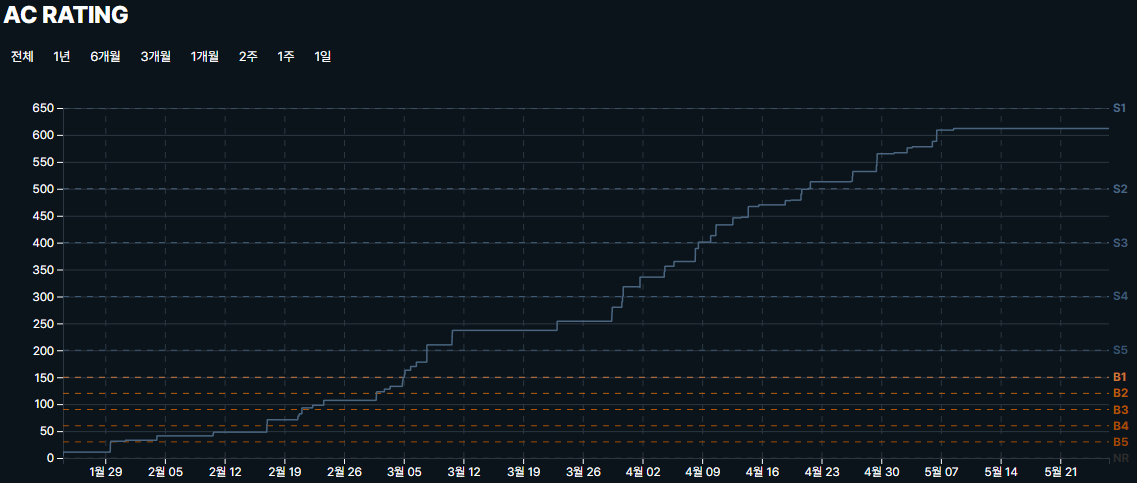 AC RATING
전체 1년 6개월 3개월 1개월 2주 1주 1일
650 S1
600
550
500 S2
450
400 S3
350
300 S4
250
200 S5
150 B1
B2
100 B3
B4
50 B5
0 NR
1월 29 2월 05 2월 12 2월 19 2월 26 3월 05 3월 12 3월 19 3월 26 4월 02 4월 09 4월 16 4월 23 4월 30 5월 07 5월 14 5월 21